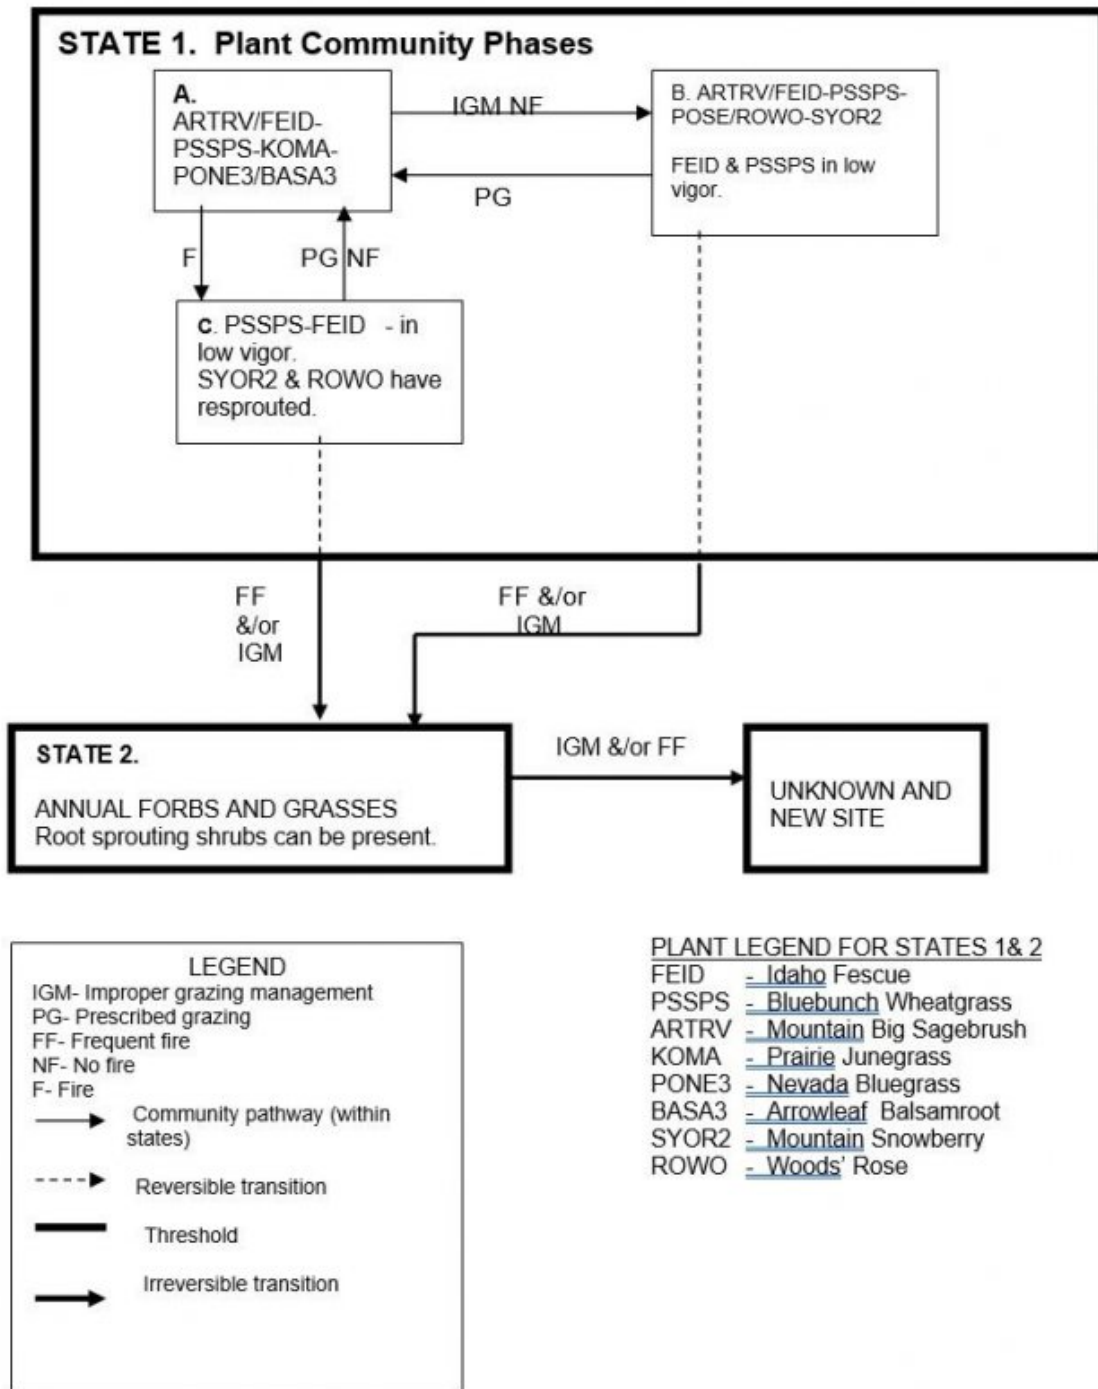 STATE 1. Plant Community Phases
A.
ARTRV/FEID-
PSSPS-KOMA-
PONE3/BASA3
IGM NF
B. ARTRV/FEID-PSSPS-
POSE/ROWO-SYOR2
FEID & PSSPS in low
vigor.
PG
F
PG NF
C. PSSPS-FEID - in
low vigor.
SYOR2 & ROWO have
resprouted.
FF
&/or
IGM
FF &/or
IGM
STATE 2.
ANNUAL FORBS AND GRASSES
Root sprouting shrubs can be present.
IGM &/or FF
UNKNOWN AND
NEW SITE
LEGEND
IGM- Improper grazing management
PG- Prescribed grazing
FF- Frequent fire
NF- No fire
F- Fire
Community pathway (within
states)
Reversible transition
Threshold
Irreversible transition
PLANT LEGEND FOR STATES 1& 2
FEID - Idaho Fescue
PSSPS - Bluebunch Wheatgrass
ARTRV - Mountain Big Sagebrush
KOMA - Prairie Junegrass
PONE3 - Nevada Bluegrass
BASA3 - Arrowleaf Balsamroot
SYOR2 - Mountain Snowberry
ROWO - Woods' Rose